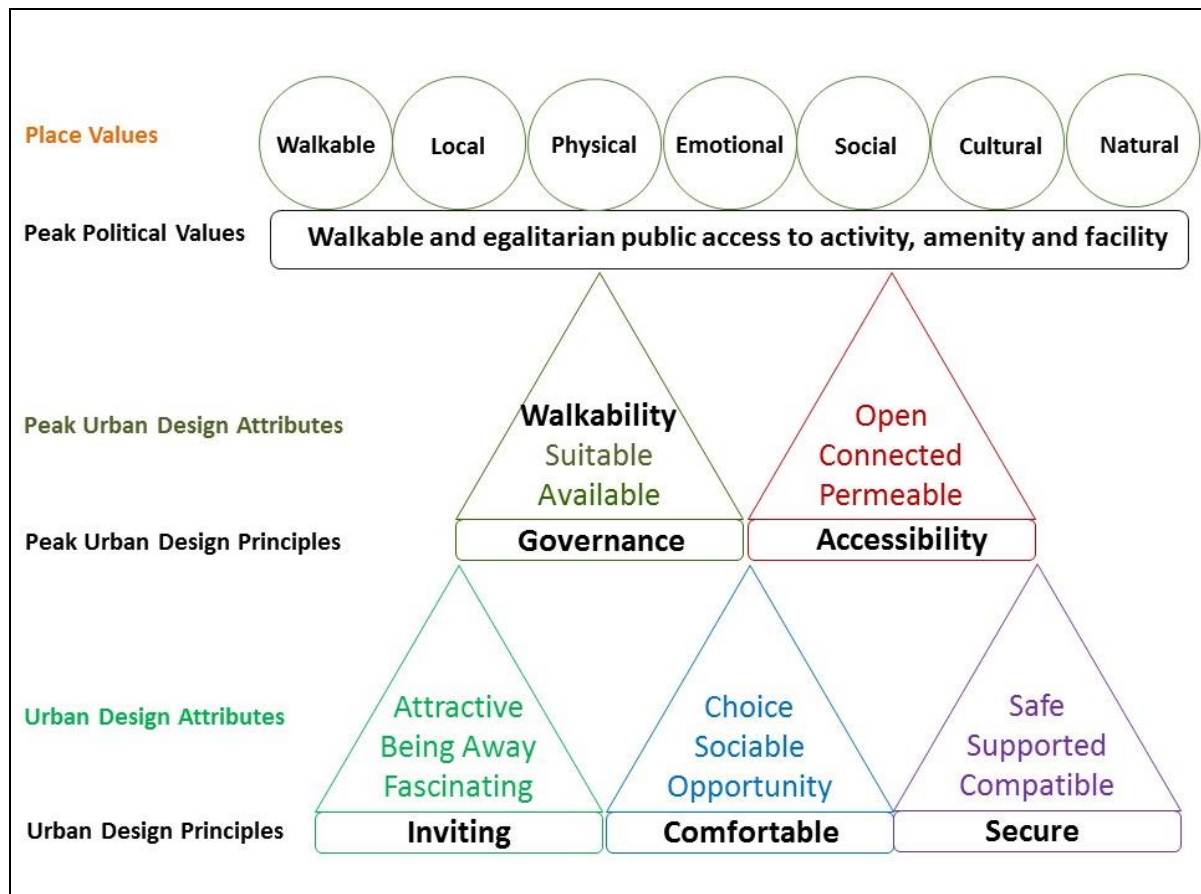 Place Values
Walkable
Local
Physical
Emotional
Social
Cultural
Natural
Peak Political Values
Walkable and egalitarian public access to activity, amenity and facility
Peak Urban Design Attributes
Walkability
Suitable
Available
Open
Connected
Permeable
Peak Urban Design Principles
Governance
Accessibility
Urban Design Attributes
Attractive
Being Away
Fascinating
Choice
Sociable
Opportunity
Safe
Supported
Compatible
Urban Design Principles
Inviting
Comfortable
Secure